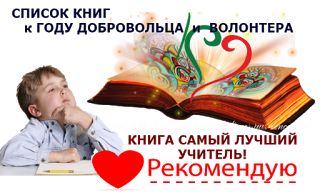 СПИСОК КНИГ
к ГОДУ ДОБРОВОЛЬЦА и ВОЛОНТЕРА
КНИГА САМЫЙ ЛУЧШИЙ
УЧИТЕЛЬ!
Рекомендую